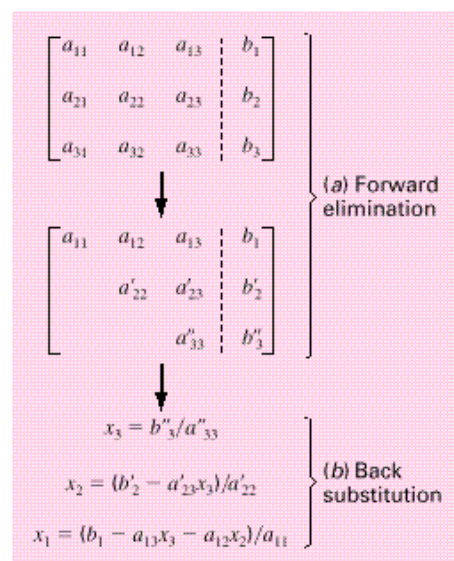 a₁₁ a₁₂ a₁₃ b₁
a₂₁ a₂₂ a₂₃ b₂
a₃₁ a₃₂ a₃₃ b₃
(a) Forward
elimination
a₁₁ a₁₂ a₁₃ b₁
a′₂₂ a′₂₃ b′₂
a″₃₃ b″₃
x₃ = b″₃/a″₃₃
x₂ = (b′₂ − a′₂₃x₃)/a′₂₂
x₁ = (b₁ − a₁₃x₃ − a₁₂x₂)/a₁₁
(b) Back
substitution